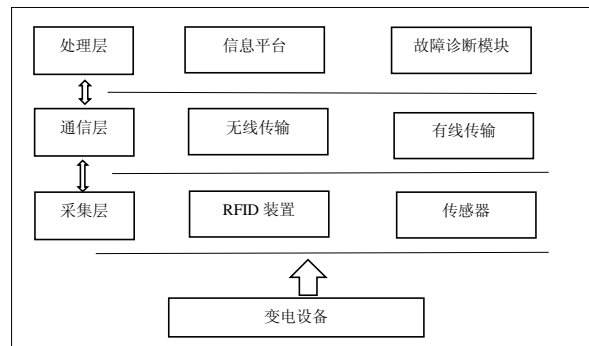 处理层
信息平台
故障诊断模块
通信层
无线传输
有线传输
采集层
RFID 装置
传感器
变电设备